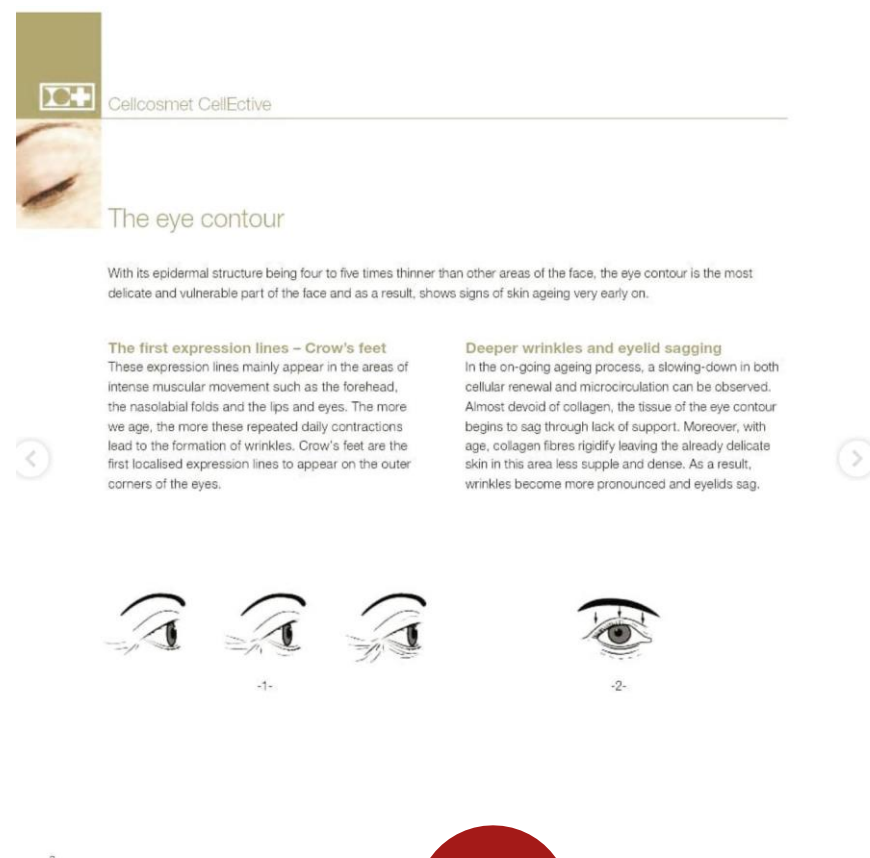 Cellcosmet CellEctive
The eye contour
With its epidermal structure being four to five times thinner than other areas of the face, the eye contour is the most
delicate and vulnerable part of the face and as a result, shows signs of skin ageing very early on.
The first expression lines – Crow's feet
These expression lines mainly appear in the areas of
intense muscular movement such as the forehead,
the nasolabial folds and the lips and eyes. The more
we age, the more these repeated daily contractions
lead to the formation of wrinkles. Crow's feet are the
first localised expression lines to appear on the outer
corners of the eyes.
Deeper wrinkles and eyelid sagging
In the on-going ageing process, a slowing-down in both
cellular renewal and microcirculation can be observed.
Almost devoid of collagen, the tissue of the eye contour
begins to sag through lack of support. Moreover, with
age, collagen fibres rigidify leaving the already delicate
skin in this area less supple and dense. As a result,
wrinkles become more pronounced and eyelids sag.
-1-
-2-